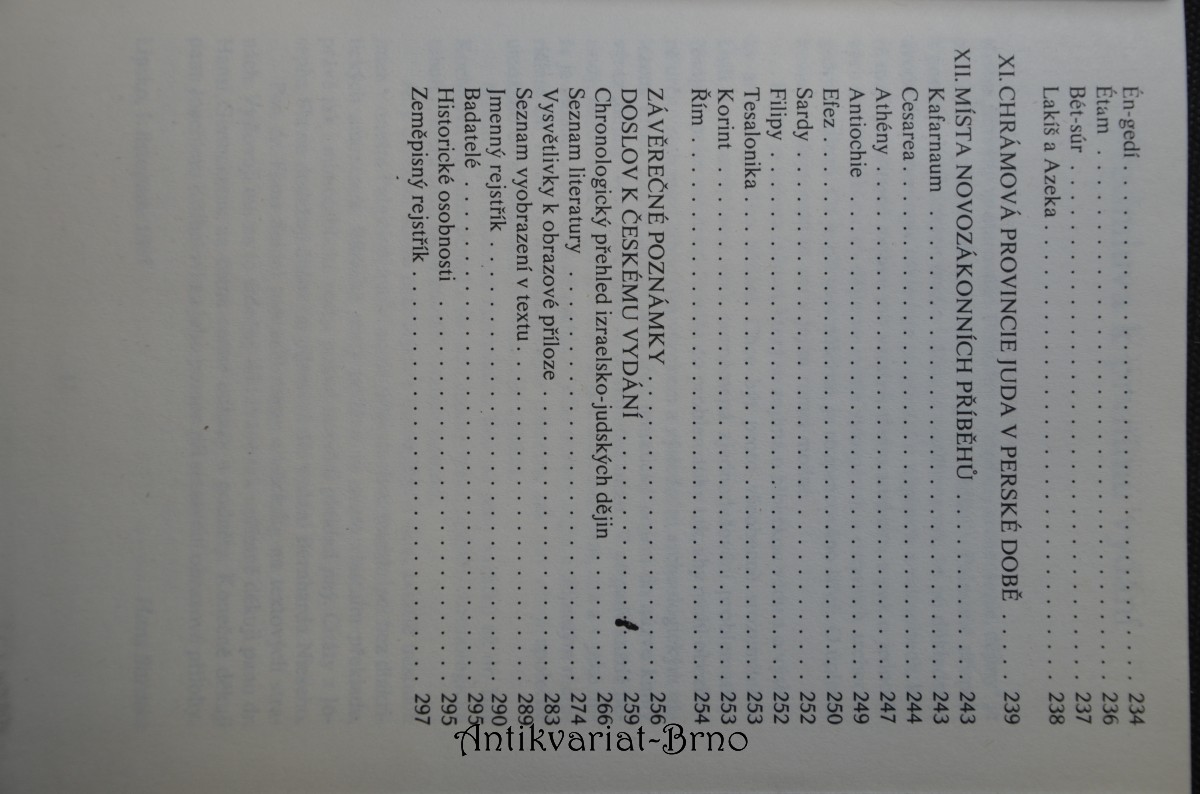 Én-gedí . . . . . . . . . . . . . . . . . . . . . . . . . . . . . . . . . . . 234
Étam . . . . . . . . . . . . . . . . . . . . . . . . . . . . . . . . . . . . . 236
Bét-súr . . . . . . . . . . . . . . . . . . . . . . . . . . . . . . . . . . . 237
Lakíš a Azeka . . . . . . . . . . . . . . . . . . . . . . . . . . . . . . 238
XI. CHRÁMOVÁ PROVINCIE JUDA V PERSKÉ DOBĚ . . . . 239
XII. MÍSTA NOVOZÁKONNÍCH PŘÍBĚHŮ . . . . . . . . . . . . 243
Kafarnaum . . . . . . . . . . . . . . . . . . . . . . . . . . . . . . . . 243
Cesarea . . . . . . . . . . . . . . . . . . . . . . . . . . . . . . . . . . 244
Athény . . . . . . . . . . . . . . . . . . . . . . . . . . . . . . . . . . . 247
Antiochie . . . . . . . . . . . . . . . . . . . . . . . . . . . . . . . . . 249
Efez . . . . . . . . . . . . . . . . . . . . . . . . . . . . . . . . . . . . . 250
Sardy . . . . . . . . . . . . . . . . . . . . . . . . . . . . . . . . . . . . 252
Filipy . . . . . . . . . . . . . . . . . . . . . . . . . . . . . . . . . . . . 252
Tesalonika . . . . . . . . . . . . . . . . . . . . . . . . . . . . . . . . 253
Korint . . . . . . . . . . . . . . . . . . . . . . . . . . . . . . . . . . . 253
Řím . . . . . . . . . . . . . . . . . . . . . . . . . . . . . . . . . . . . . 254
ZÁVĚREČNÉ POZNÁMKY . . . . . . . . . . . . . . . . . . . . 256
DOSLOV K ČESKÉMU VYDÁNÍ . . . . . . . . . . . . . . . . 259
Chronologický přehled izraelsko-judských dějin . . . . . . . 266
Seznam literatury . . . . . . . . . . . . . . . . . . . . . . . . . . . 274
Vysvětlivky k obrazové příloze . . . . . . . . . . . . . . . . . . 283
Seznam vyobrazení v textu . . . . . . . . . . . . . . . . . . . . . 289
Jmenný rejstřík . . . . . . . . . . . . . . . . . . . . . . . . . . . . . 290
Badatelé . . . . . . . . . . . . . . . . . . . . . . . . . . . . . . . . . 295
Historické osobnosti . . . . . . . . . . . . . . . . . . . . . . . . . 295
Zeměpisný rejstřík . . . . . . . . . . . . . . . . . . . . . . . . . . 297
Antikvariat-Brno